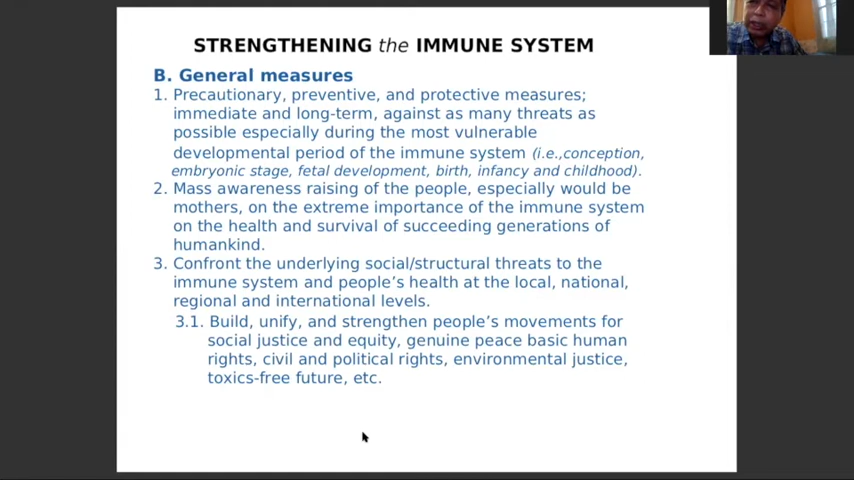 STRENGTHENING the IMMUNE SYSTEM
B. General measures
1. Precautionary, preventive, and protective measures;
immediate and long-term, against as many threats as
possible especially during the most vulnerable
developmental period of the immune system (i.e.,conception,
embryonic stage, fetal development, birth, infancy and childhood).
2. Mass awareness raising of the people, especially would be
mothers, on the extreme importance of the immune system
on the health and survival of succeeding generations of
humankind.
3. Confront the underlying social/structural threats to the
immune system and people’s health at the local, national,
regional and international levels.
3.1. Build, unify, and strengthen people’s movements for
social justice and equity, genuine peace basic human
rights, civil and political rights, environmental justice,
toxics-free future, etc.